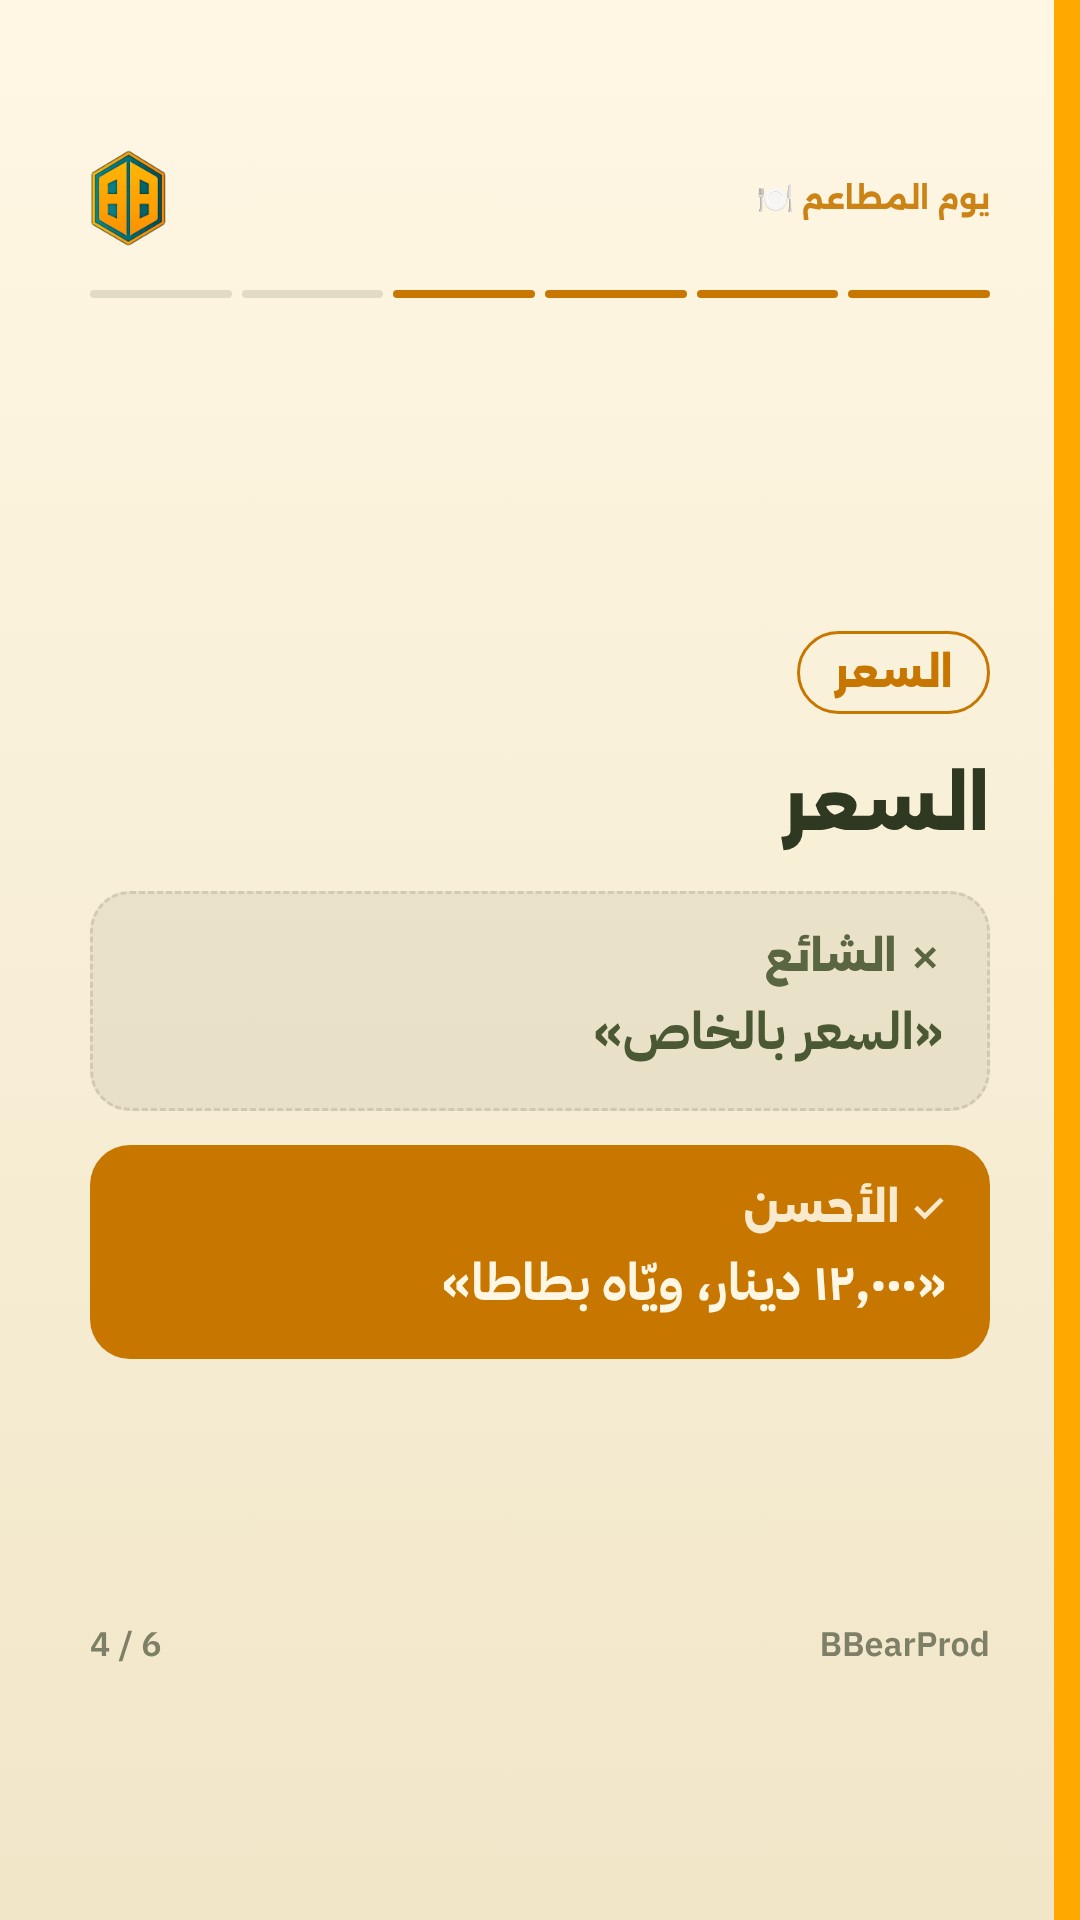 يوم المطاعم 🍽️
السعر
السعر
× الشائع
«السعر بالخاص»
✓ الأحسن
«١٢,٠٠٠ دينار، ويّاه بطاطا»
BBearProd
4 / 6